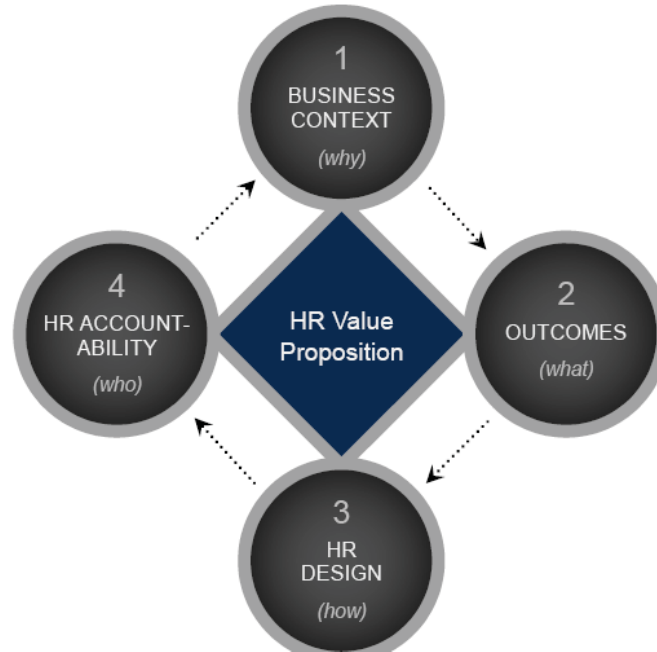 1
BUSINESS
CONTEXT
(why)
2
OUTCOMES
(what)
3
HR
DESIGN
(how)
4
HR ACCOUNT-
ABILITY
(who)
HR Value
Proposition